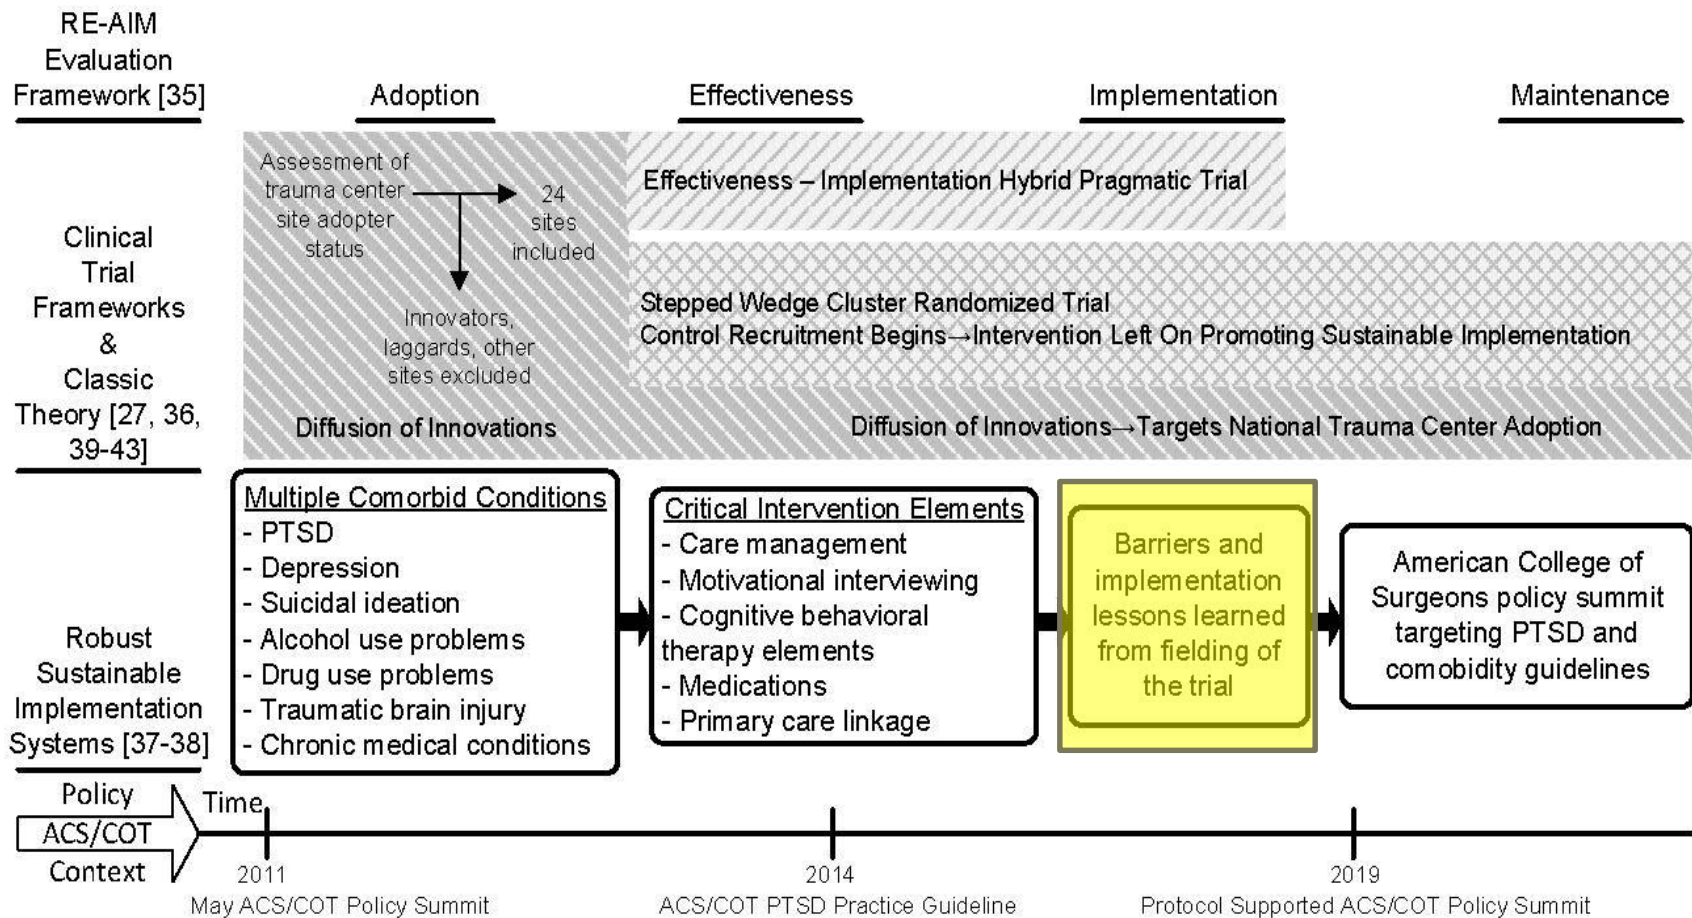 RE-AIM
Evaluation
Framework [35]
Adoption
Effectiveness
Implementation
Maintenance
Clinical
Trial
Frameworks
&
Classic
Theory [27, 36,
39-43]
Assessment of
trauma center
site adopter
status
24
sites
included
Innovators,
laggards, other
sites excluded
Diffusion of Innovations
Effectiveness – Implementation Hybrid Pragmatic Trial
Stepped Wedge Cluster Randomized Trial
Control Recruitment Begins→Intervention Left On Promoting Sustainable Implementation
Diffusion of Innovations→Targets National Trauma Center Adoption
Robust
Sustainable
Implementation
Systems [37-38]
Multiple Comorbid Conditions
- PTSD
- Depression
- Suicidal ideation
- Alcohol use problems
- Drug use problems
- Traumatic brain injury
- Chronic medical conditions
Critical Intervention Elements
- Care management
- Motivational interviewing
- Cognitive behavioral
therapy elements
- Medications
- Primary care linkage
Barriers and
implementation
lessons learned
from fielding of
the trial
American College of
Surgeons policy summit
targeting PTSD and
comobidity guidelines
Policy
ACS/COT
Context
Time
2011
May ACS/COT Policy Summit
2014
ACS/COT PTSD Practice Guideline
2019
Protocol Supported ACS/COT Policy Summit